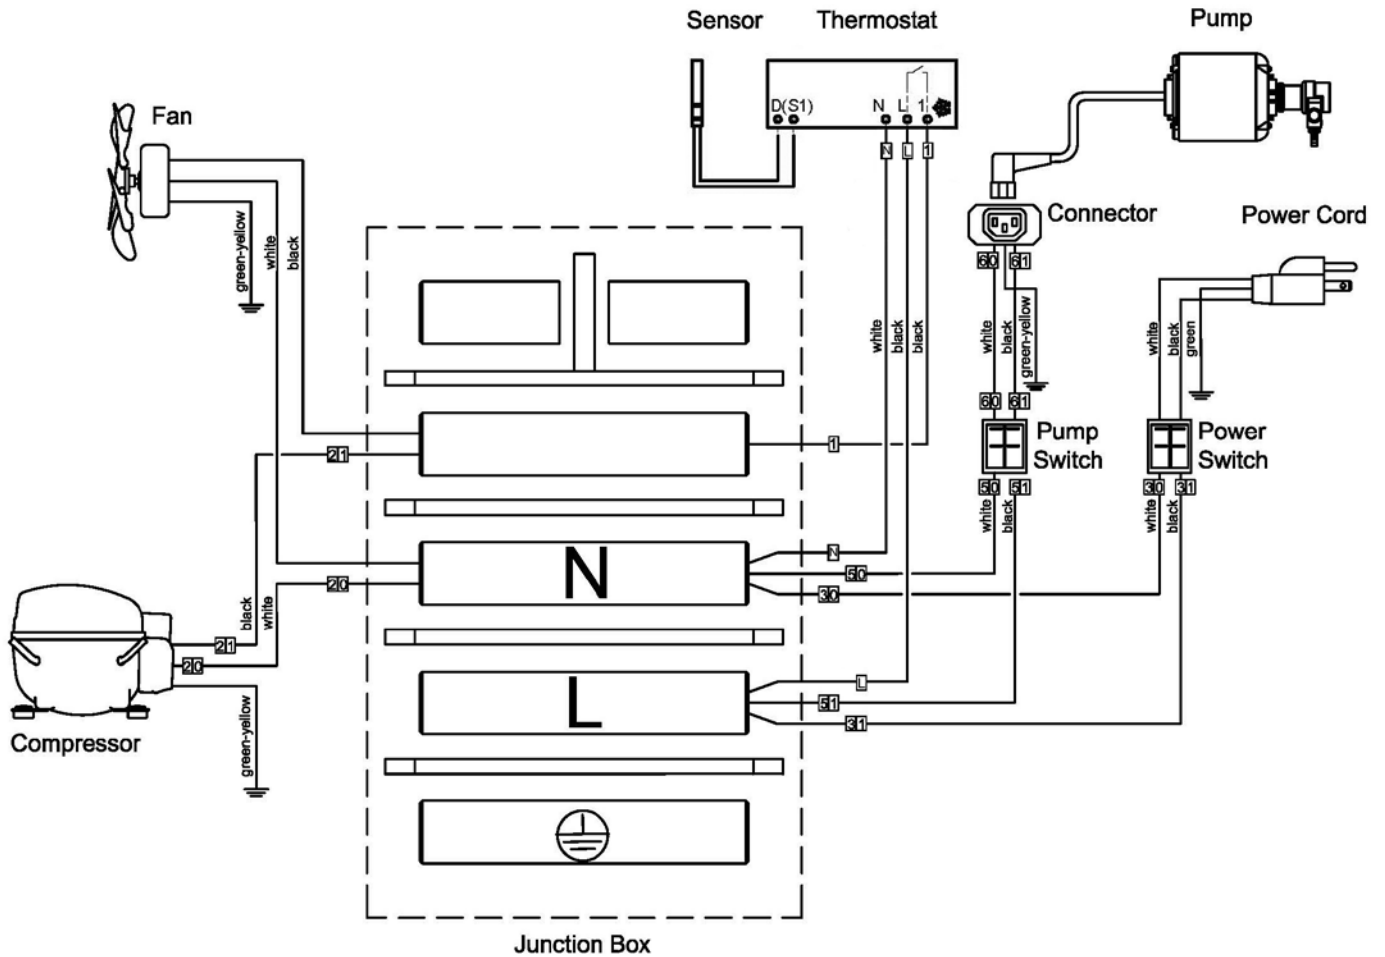 Sensor
Thermostat
Pump
Fan
D(S1)
N
L
1
N
L
1
Connector
Power Cord
60
61
green-yellow
white
black
white
black
black
white
black
green-yellow
white
black
green
60
61
Pump
Switch
Power
Switch
21
1
50
51
30
31
white
black
white
black
N
N
50
20
30
black
white
21
20
L
L
51
31
green-yellow
Compressor
Junction Box